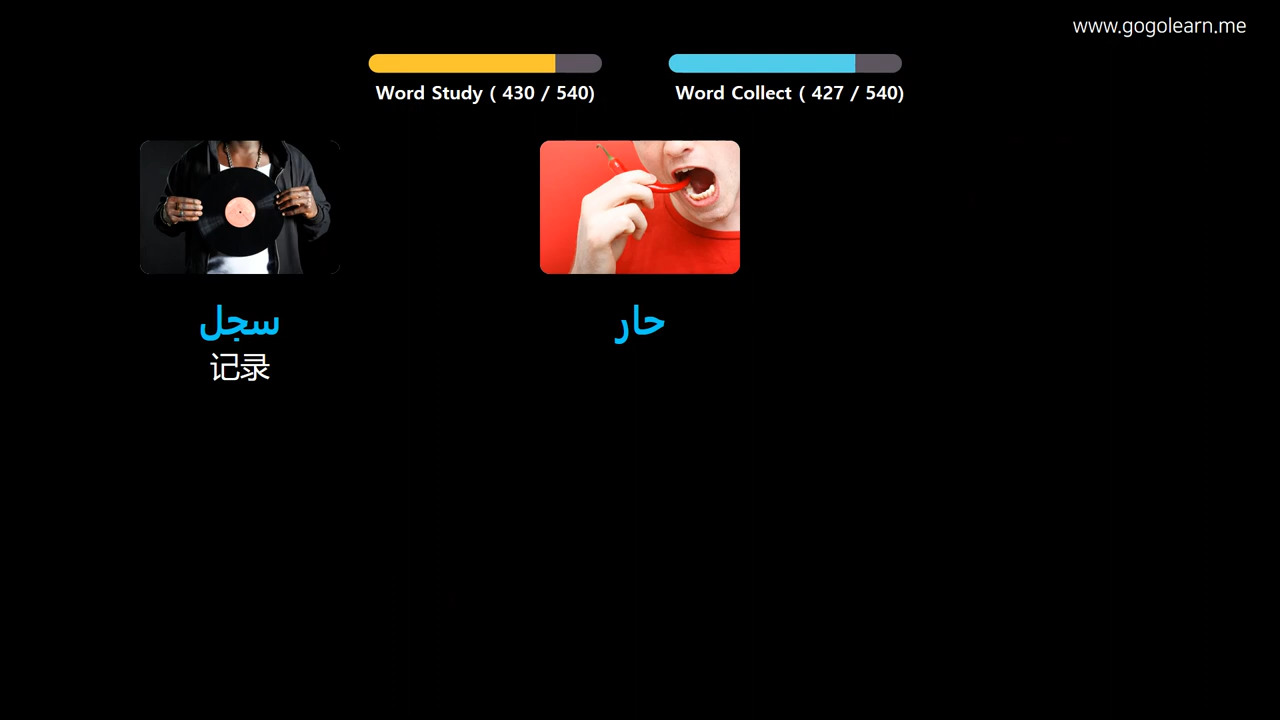 www.gogolearn.me
Word Study ( 430 / 540)
Word Collect ( 427 / 540)
سجل
记录
حار